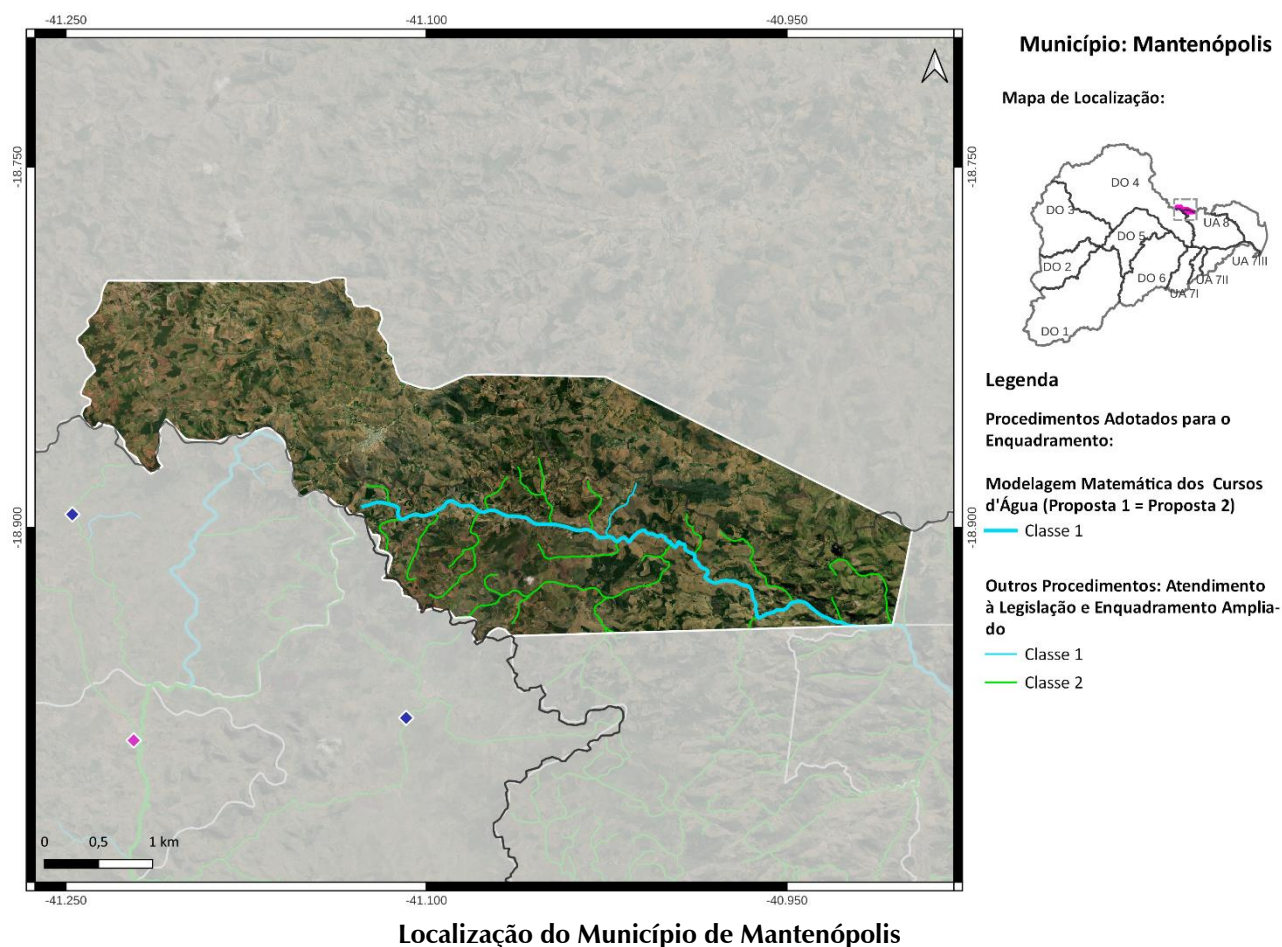 -41.250
-41.100
-40.950
-18.750
-18.750
-18.900
-18.900
0 0,5 1 km
-41.250
-41.100
-40.950
Município: Mantenópolis
Mapa de Localização:
DO 4
DO 3
UA 8
DO 5
UA 7III
DO 2
DO 6
UA 7II
UA 7I
DO 1
Legenda
Procedimentos Adotados para o
Enquadramento:
Modelagem Matemática dos Cursos
d'Água (Proposta 1 = Proposta 2)
Classe 1
Outros Procedimentos: Atendimento
à Legislação e Enquadramento Amplia-
do
Classe 1
Classe 2
Localização do Município de Mantenópolis